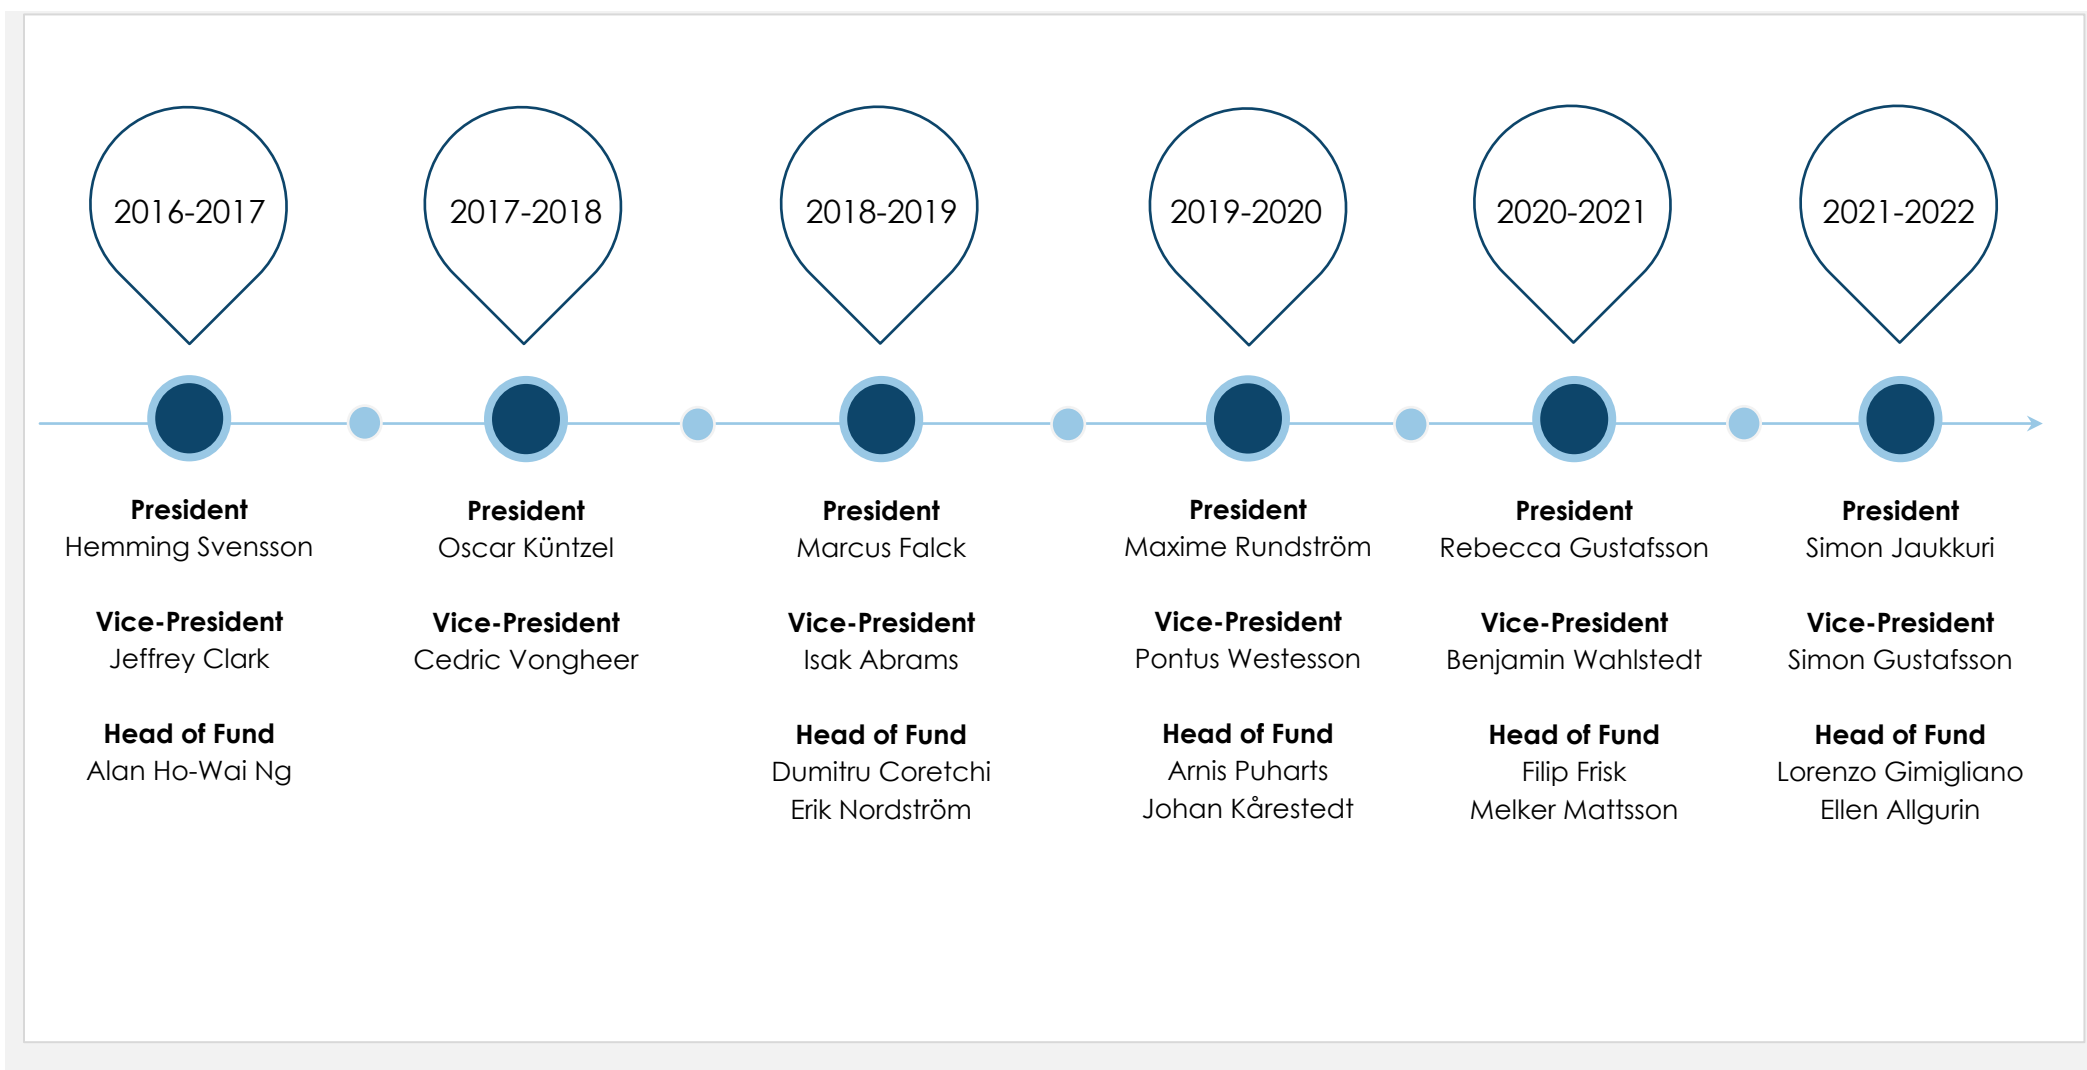 2016-2017
2017-2018
2018-2019
2019-2020
2020-2021
2021-2022
President
Hemming Svensson
Vice-President
Jeffrey Clark
Head of Fund
Alan Ho-Wai Ng
President
Oscar Küntzel
Vice-President
Cedric Vongheer
President
Marcus Falck
Vice-President
Isak Abrams
Head of Fund
Dumitru Coretchi
Erik Nordström
President
Maxime Rundström
Vice-President
Pontus Westesson
Head of Fund
Arnis Puharts
Johan Kårestedt
President
Rebecca Gustafsson
Vice-President
Benjamin Wahlstedt
Head of Fund
Filip Frisk
Melker Mattsson
President
Simon Jaukkuri
Vice-President
Simon Gustafsson
Head of Fund
Lorenzo Gimigliano
Ellen Allgurin